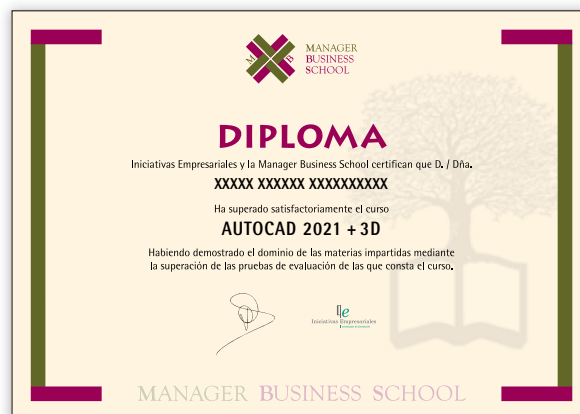 M B
MANAGER
BUSINESS
SCHOOL
DIPLOMA
Iniciativas Empresariales y la Manager Business School certifican que D. / Dña.
XXXXX XXXXXX XXXXXXXXXX
Ha superado satisfactoriamente el curso
AUTOCAD 2021 + 3D
Habiendo demostrado el dominio de las materias impartidas mediante
la superación de las pruebas de evaluación de las que consta el curso.
Ie
Iniciativas Empresariales
MANAGER BUSINESS SCHOOL